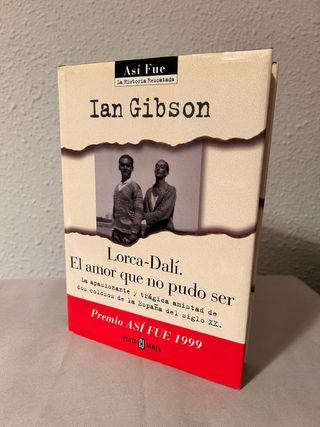 Así Fue
La Historia Rescatada
Ian Gibson
Lorca-Dalí.
El amor que no pudo ser
La apasionante y trágica amistad de
dos colosos de la España del siglo XX.
Premio ASÍ FUE 1999
PLAZA JANÉS